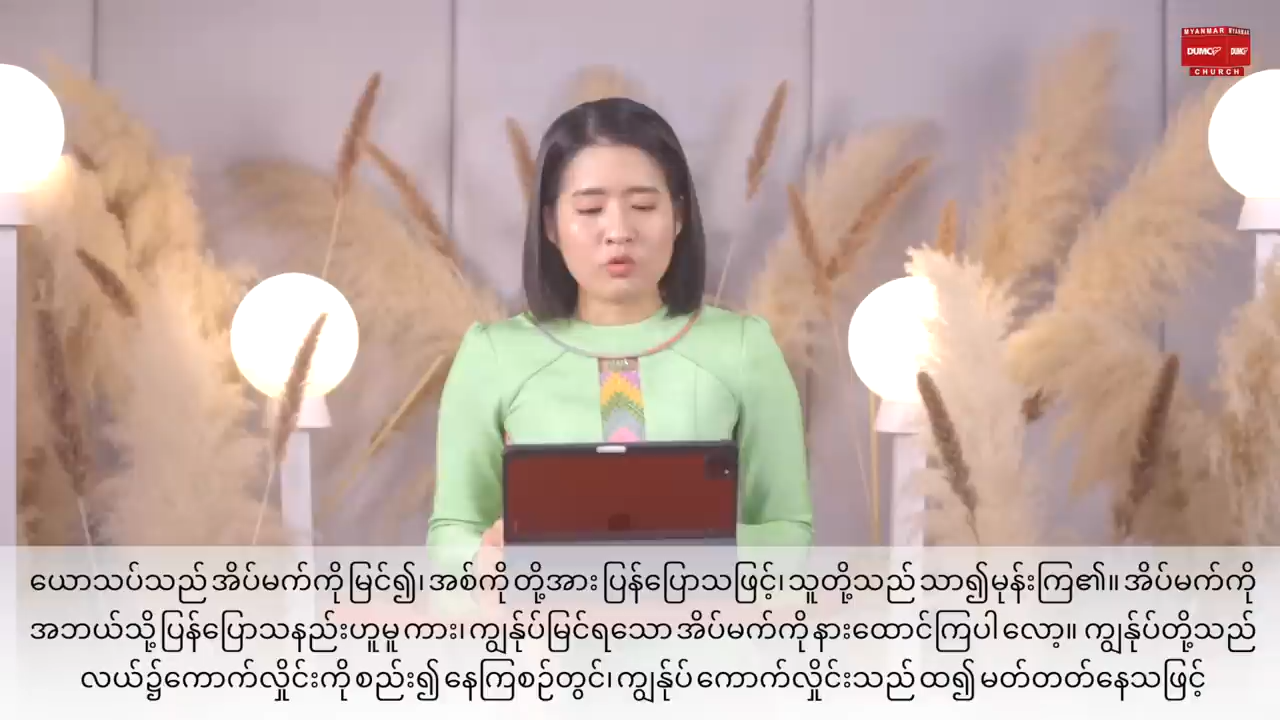 MYANMAR MYANMAR
DUMC DUMC
CHURCH
ယောသပ်သည် အိပ်မက်ကို မြင်၍၊ အစ်ကို တို့အား ပြန်ပြောသဖြင့်၊ သူတို့သည် သာ၍မုန်းကြ၏။ အိပ်မက်ကို
အဘယ်သို့ ပြန်ပြောသနည်းဟူမူ ကား၊ ကျွန်ုပ်မြင်ရသော အိပ်မက်ကို နားထောင်ကြပါ လော့။ ကျွန်ုပ်တို့သည်
လယ်၌ကောက်လှိုင်းကို စည်း၍ နေကြစဉ်တွင်၊ ကျွန်ုပ် ကောက်လှိုင်းသည် ထ၍ မတ်တတ်နေသဖြင့်